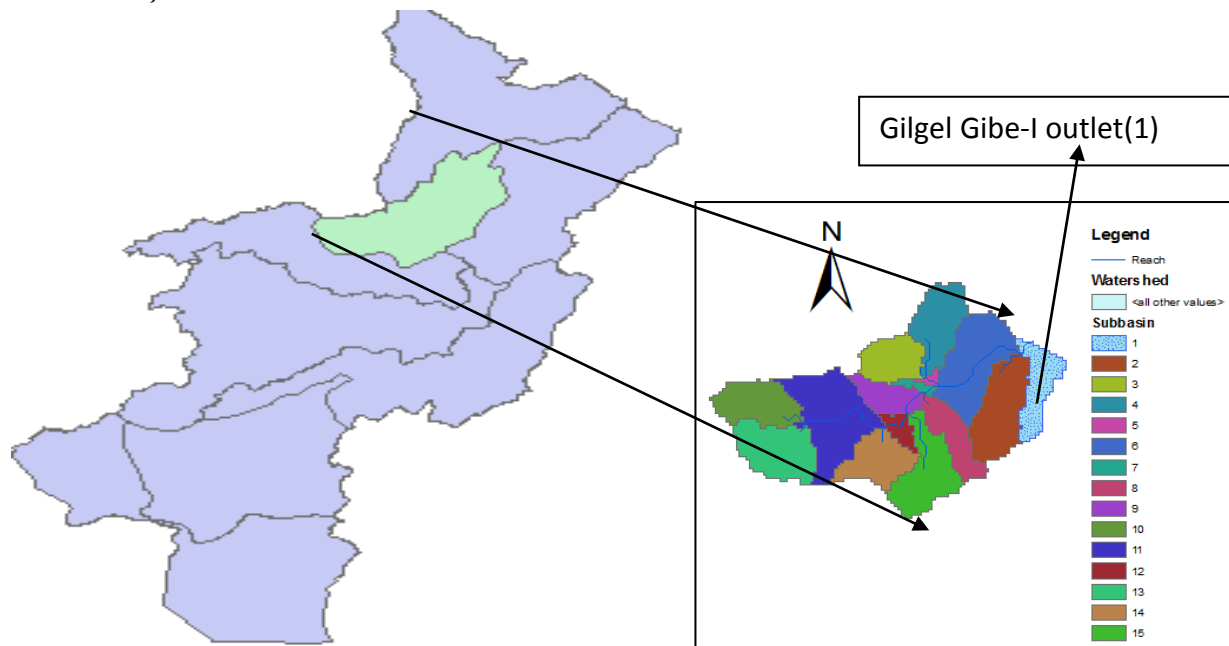 Gilgel Gibe-I outlet(1)
N
Legend
Reach
Watershed
<all other values>
Subbasin
1
2
3
4
5
6
7
8
9
10
11
12
13
14
15